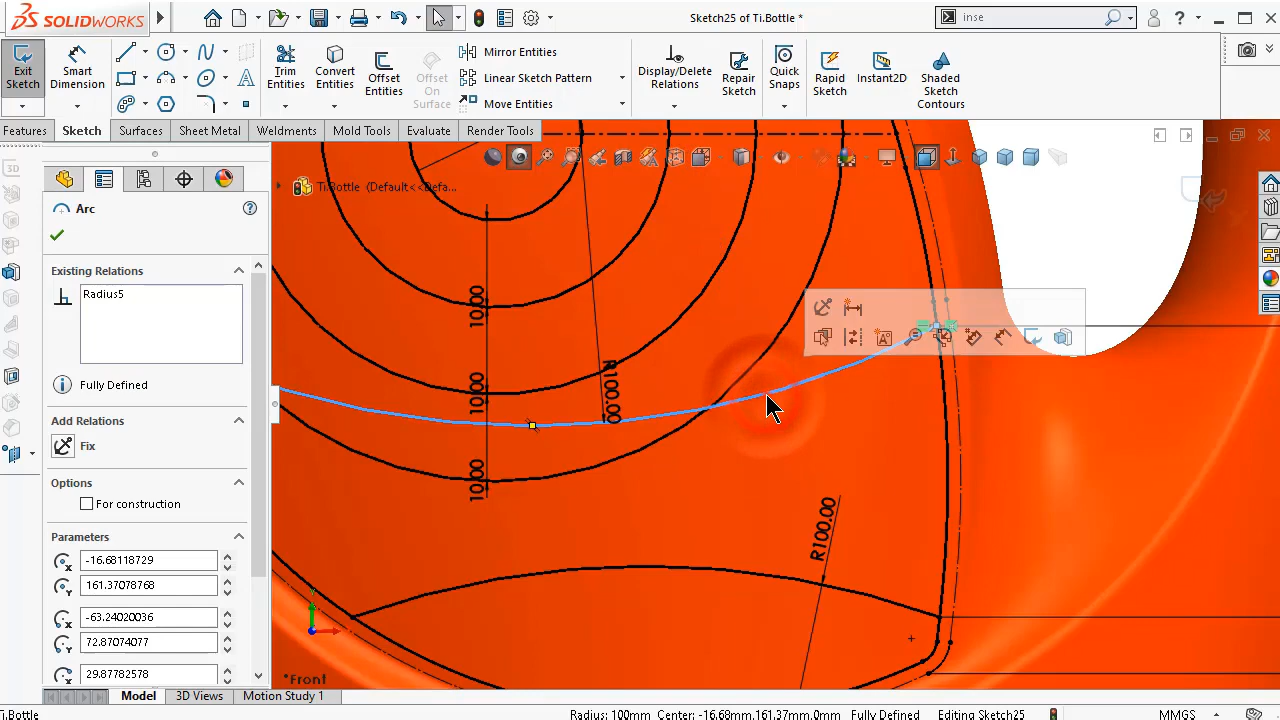 SOLIDWORKS
Sketch23 of Ti.Bottle *
inse
?
Exit Sketch
Smart Dimension
Trim Entities
Convert Entities
Offset Entities
Offset On Surface
Mirror Entities
Linear Sketch Pattern
Move Entities
Display/Delete Relations
Repair Sketch
Quick Snaps
Rapid Sketch
Instant2D
Shaded Sketch Contours
Features
Sketch
Surfaces
Sheet Metal
Weldments
Mold Tools
Evaluate
Render Tools
Ti.Bottle (Default<<Defa...
Arc
Existing Relations
Radius5
Fully Defined
Add Relations
Fix
Options
For construction
Parameters
-16.68118729
161.37078768
-63.24020036
72.87074077
29.87782578
10.00
10.00
10.00
R100.00
R100.00
Y
*Front
Model
3D Views
Motion Study 1
Ti.Bottle
Radius: 100mm Center: -16.69mm,161.37mm,0mm Fully Defined Editing Sketch25
MMGS